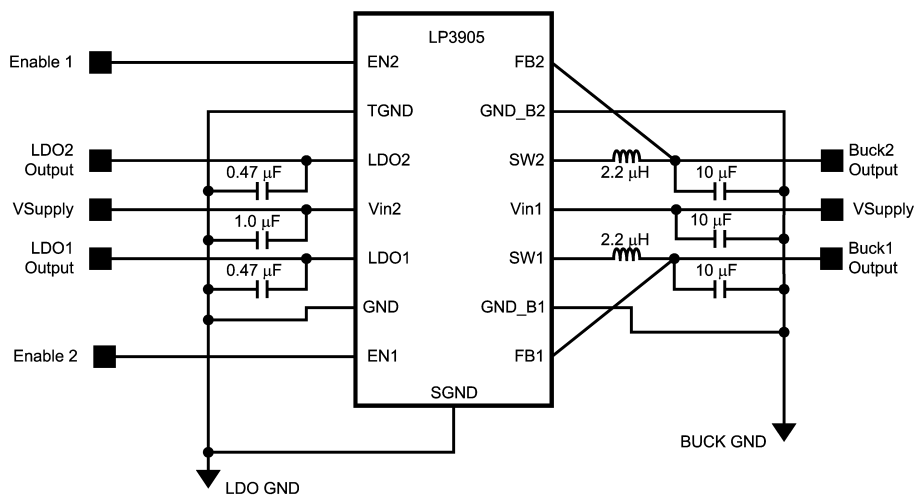 LP3905
Enable 1
EN2
FB2
TGND
GND_B2
LDO2
Output
LDO2
SW2
Buck2
Output
0.47 µF
2.2 µH
10 µF
VSupply
Vin2
Vin1
VSupply
1.0 µF
10 µF
LDO1
Output
LDO1
SW1
2.2 µH
Buck1
Output
0.47 µF
10 µF
GND
GND_B1
Enable 2
EN1
FB1
SGND
BUCK GND
LDO GND